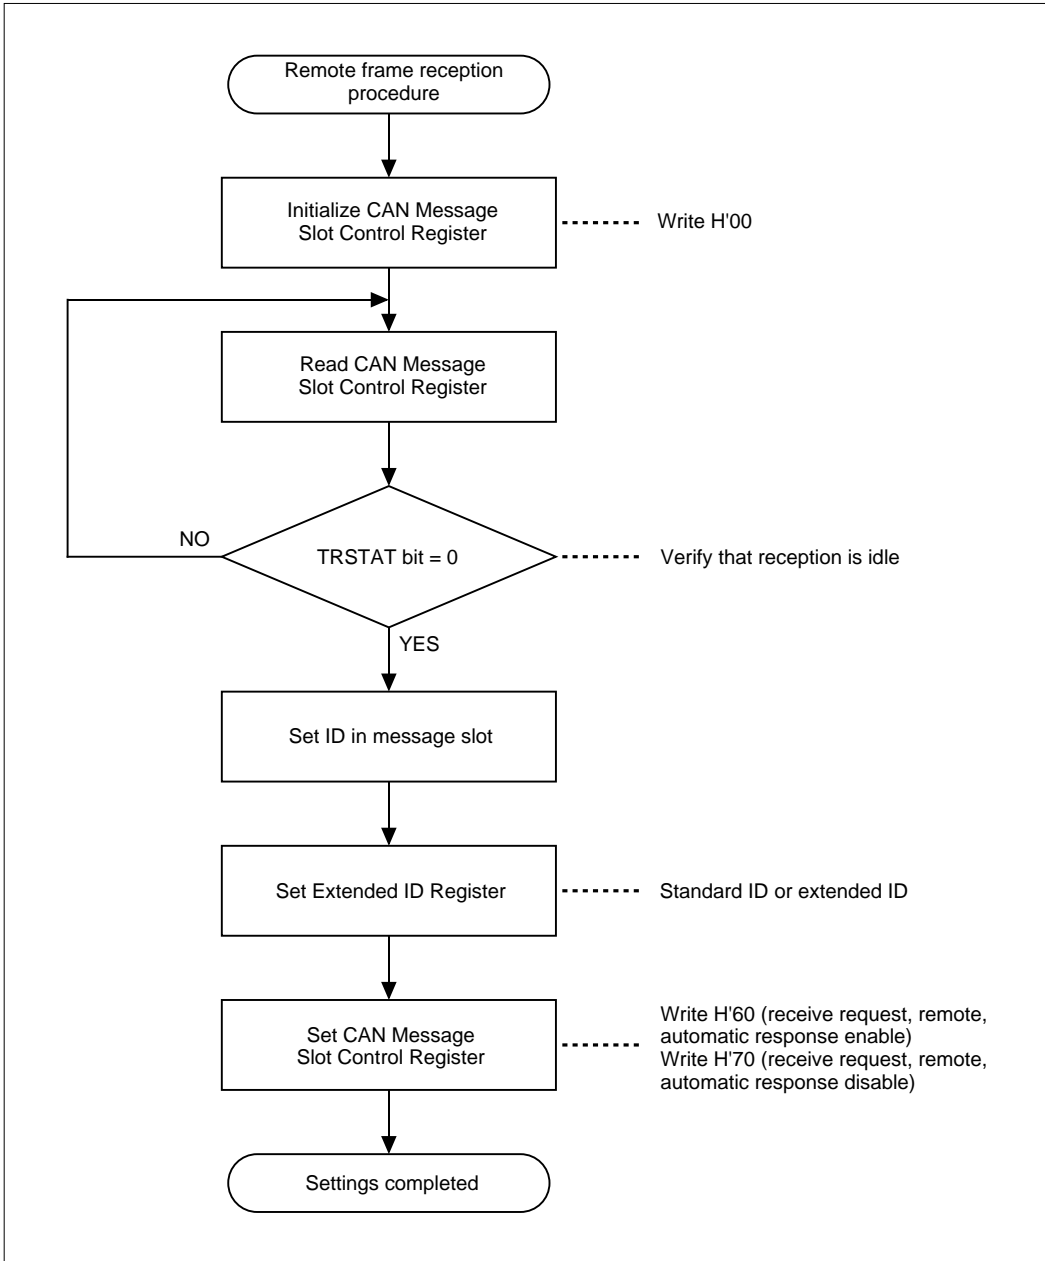 Remote frame reception
procedure
Initialize CAN Message
Slot Control Register
Write H'00
Read CAN Message
Slot Control Register
NO
TRSTAT bit = 0
Verify that reception is idle
YES
Set ID in message slot
Set Extended ID Register
Standard ID or extended ID
Set CAN Message
Slot Control Register
Write H'60 (receive request, remote,
automatic response enable)
Write H'70 (receive request, remote,
automatic response disable)
Settings completed